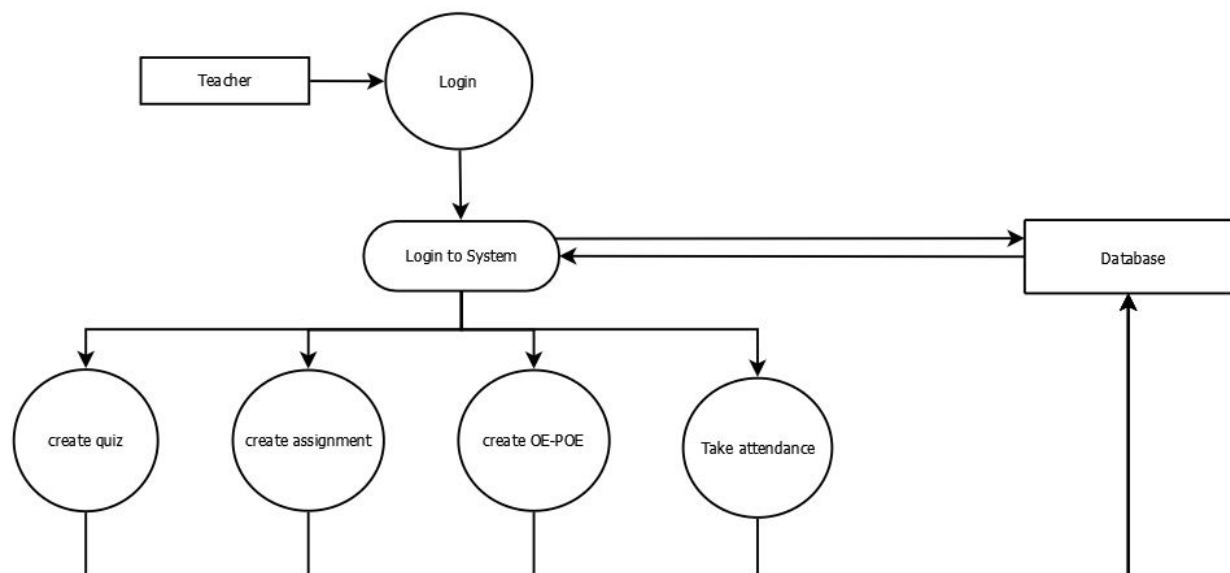 Teacher
Login
Login to System
Database
create quiz
create assignment
create OE-POE
Take attendance